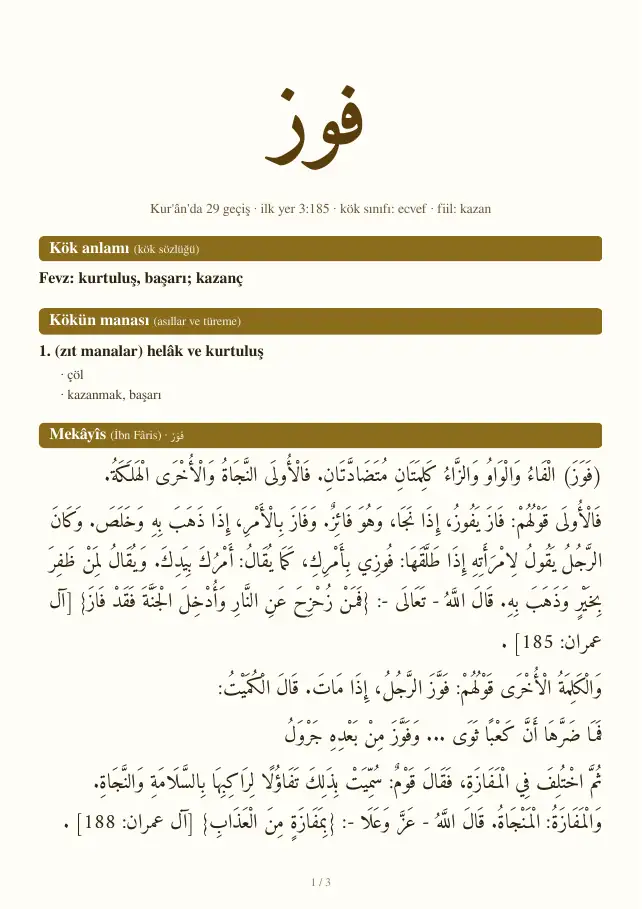 فوز
Kur'ân'da 29 geçiş · ilk yer 3:185 · kök sınıfı: ecvef · fiil: kazan
Kök anlamı (kök sözlüğü)
Fevz: kurtuluş, başarı; kazanç
Kökün manası (asıllar ve türeme)
1. (zıt manalar) helâk ve kurtuluş
· çöl
· kazanmak, başarı
Mekâyîs (İbn Fâris) · فَوَزَ
(فَوَزَ) الْفَاءُ وَالْوَاوُ وَالزَّاءُ كَلِمَتَانِ مُتَضَادَّتَانِ. فَالْأُولَى النَّجَاةُ وَالْأُخْرَى الْهَلَكَةُ.
فَالْأُولَى قَوْلُهُمْ: فَازَ يَفُوزُ، إِذَا نَجَا، وَهُوَ فَائِزٌ. وَفَازَ بِالْأَمْرِ، إِذَا ذَهَبَ بِهِ وَخَلَصَ. وَكَانَ
الرَّجُلُ يَقُولُ لِامْرَأَتِهِ إِذَا طَلَّقَهَا: فُوزِي بِأَمْرِكِ، كَمَا يُقَالُ: أَمْرُكَ بِيَدِكَ. وَيُقَالُ لِمَنْ ظَفِرَ
بِخَيْرٍ وَذَهَبَ بِهِ. قَالَ اللَّهُ - تعَالَى -: {فَمَنْ زُحْزِحَ عَنِ النَّارِ وَأُدْخِلَ الْجَنَّةَ فَقَدْ فَازَ} [آل
عمران: 185] .
وَالْكَلِمَةُ الْأُخْرَى قَوْلُهُمْ: فَوَّزَ الرَّجُلُ، إِذَا مَاتَ. قَالَ الْكُمَيْتُ:
فَمَا ضَرَّهَا أَنَّ كَعْبًا ثَوَى ... وَفَوَّزَ مِنْ بَعْدِهِ جَرْوَلُ
ثُمَّ اخْتُلِفَ فِي الْمَفَازَةِ، فَقَالَ قَوْمٌ: سُمِّيَتْ بِذَلِكَ تَفَاؤُلًا لِرَاكِبِهَا بِالسَّلَامَةِ وَالنَّجَاةِ.
وَالْمَفَازَةُ: الْمَنْجَاةُ. قَالَ اللَّهُ - عَزَّ وَعَلَا -: {بِمَفَازَةٍ مِنَ الْعَذَابِ} [آل عمران: 188] .
1 / 3